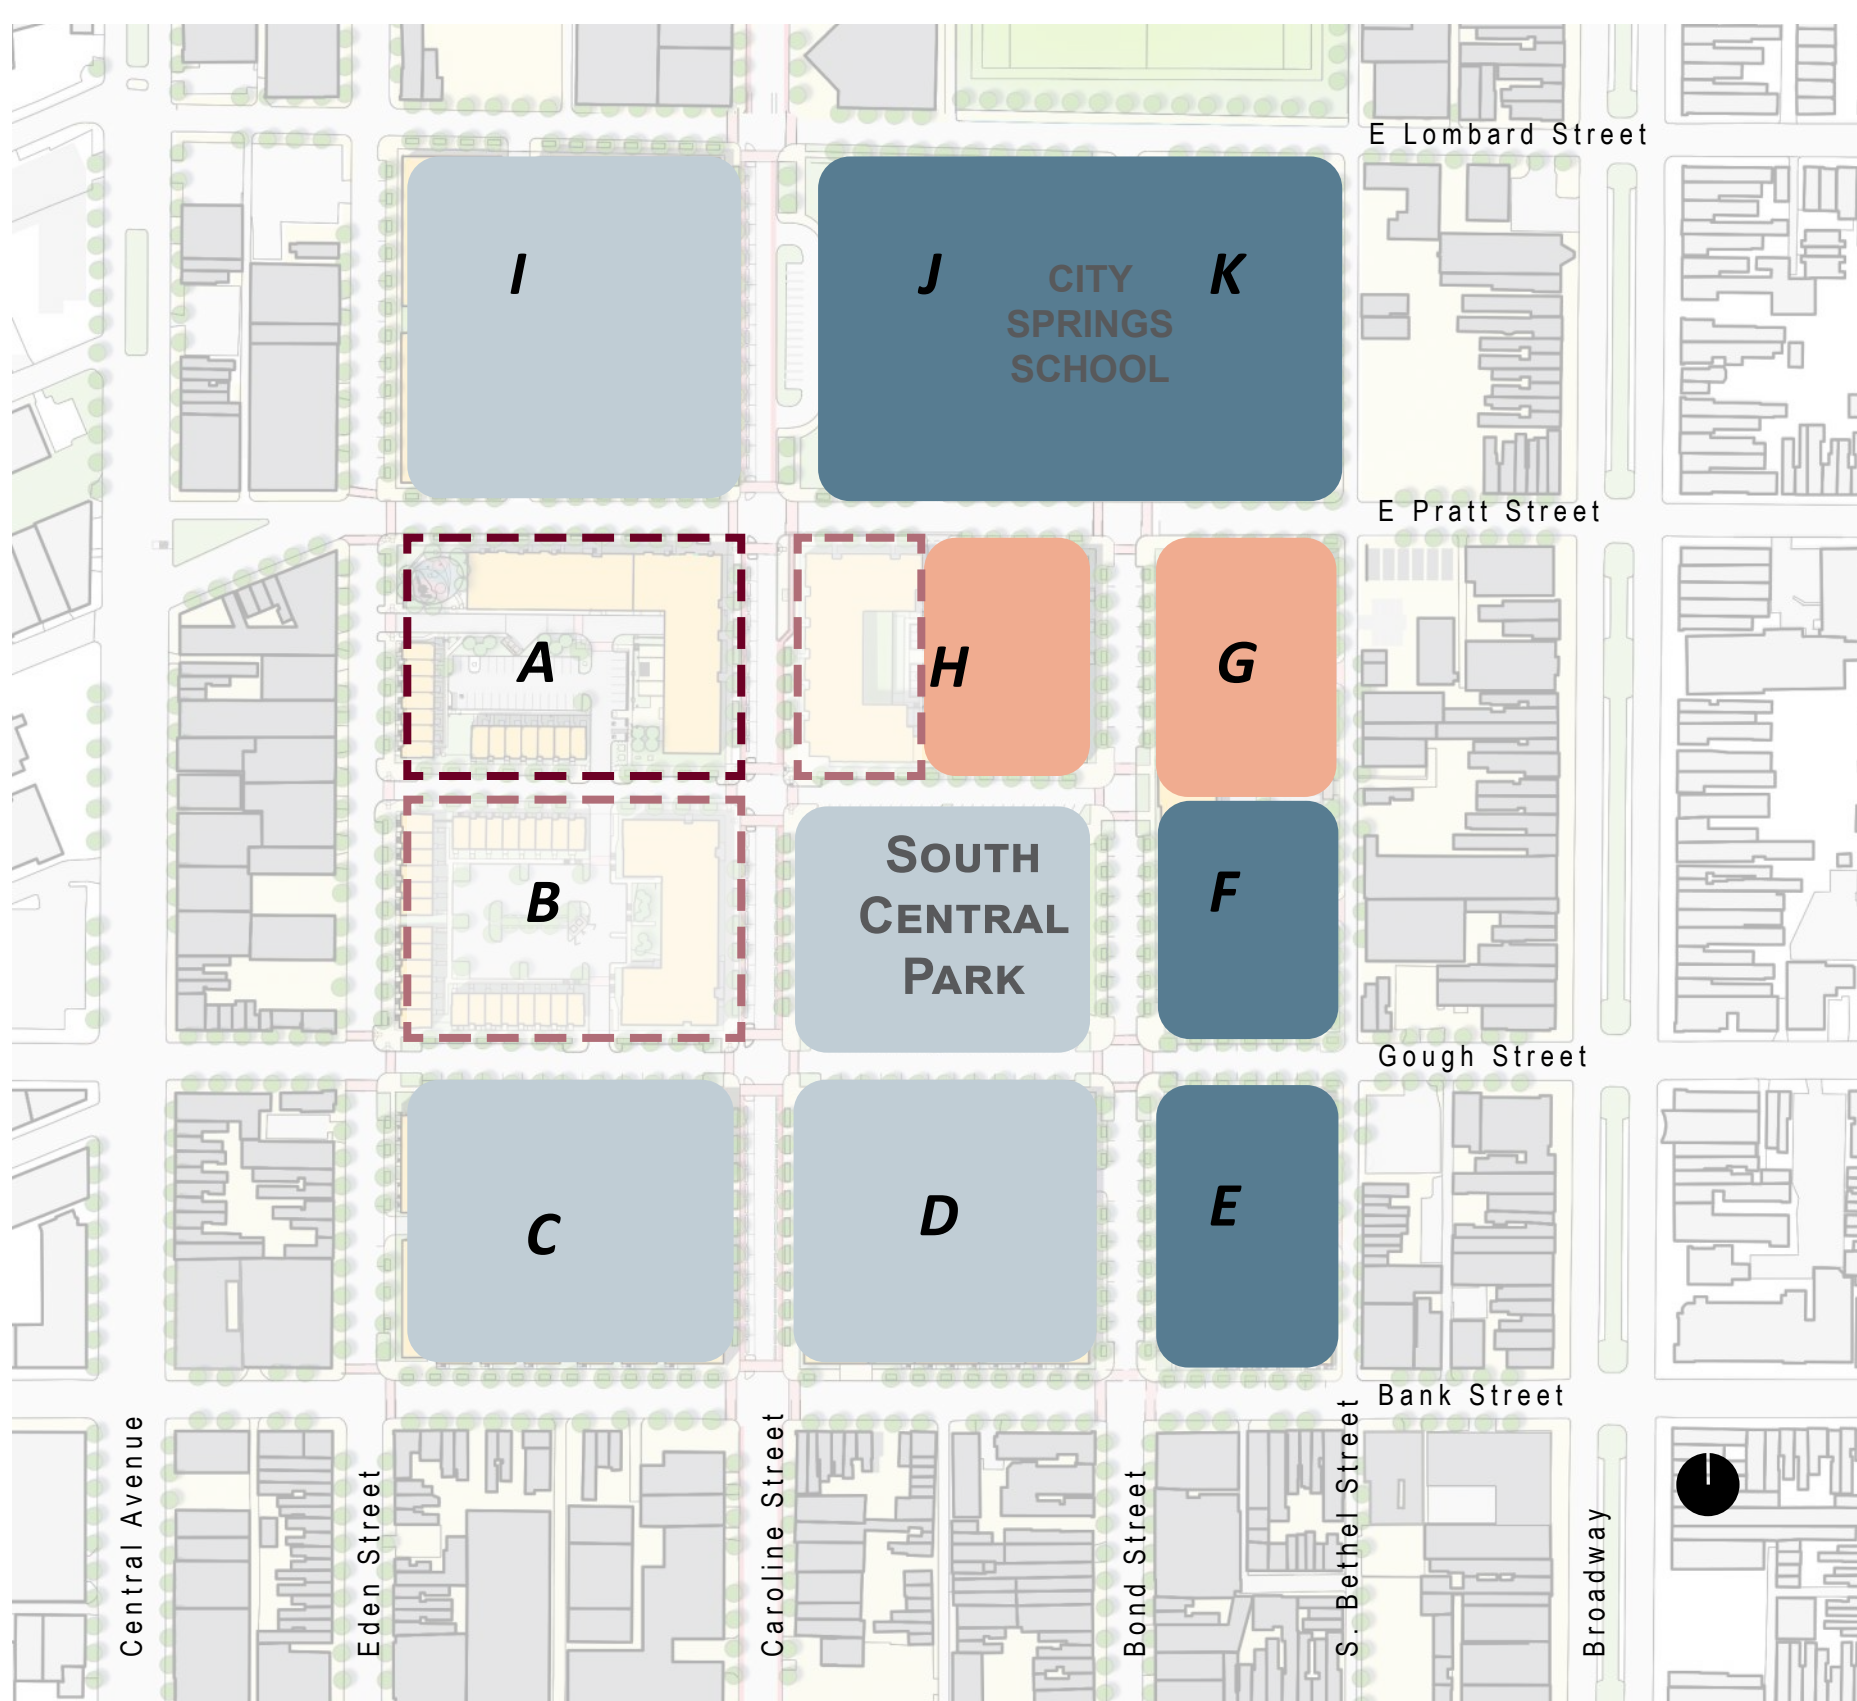 E Lombard Street
I
J
K
CITY
SPRINGS
SCHOOL
E Pratt Street
A
H
G
B
SOUTH
CENTRAL
PARK
F
Gough Street
C
D
E
Bank Street
Central Avenue
Eden Street
Caroline Street
Bond Street
S. Bethel Street
Broadway